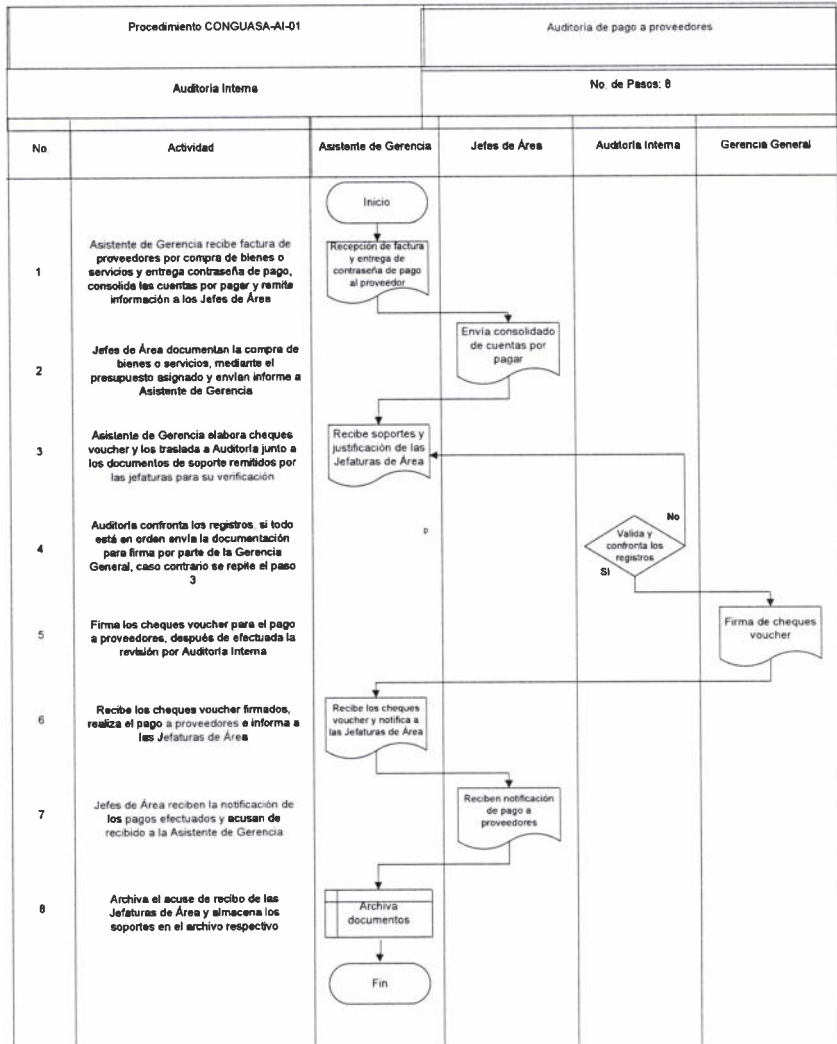 Procedimiento CONGUASA-AI-01
Auditoria de pago a proveedores
Auditoría Interna
No. de Pasos: 8
No.
Actividad
Asistente de Gerencia
Jefes de Área
Auditoría Interna
Gerencia General
Inicio
1
Asistente de Gerencia recibe factura de
proveedores por compra de bienes o
servicios y entrega contraseña de pago,
consolida las cuentas por pagar y remite
información a los Jefes de Área
Recepción de factura
y entrega de
contraseña de pago
al proveedor
2
Jefes de Área documentan la compra de
bienes o servicios, mediante el
presupuesto asignado y envían informe a
Asistente de Gerencia
Envía consolidado
de cuentas por
pagar
3
Asistente de Gerencia elabora cheques
voucher y los traslada a Auditoría junto a
los documentos de soporte remitidos por
las jefaturas para su verificación
Recibe soportes y
justificación de las
Jefaturas de Área
4
Auditoría confronta los registros, si todo
está en orden envía la documentación
para firma por parte de la Gerencia
General, caso contrario se repite el paso
3
p
Valida y
confronta los
registros
No
Si
5
Firma los cheques voucher para el pago
a proveedores, después de efectuada la
revisión por Auditoría Interna
Firma de cheques
voucher
6
Recibe los cheques voucher firmados,
realiza el pago a proveedores e informa a
las Jefaturas de Área
Recibe los cheques
voucher y notifica a
las Jefaturas de Área
7
Jefes de Área reciben la notificación de
los pagos efectuados y acusan de
recibido a la Asistente de Gerencia
Reciben notificación
de pago a
proveedores
8
Archiva el acuse de recibo de las
Jefaturas de Área y almacena los
soportes en el archivo respectivo
Archiva
documentos
Fin